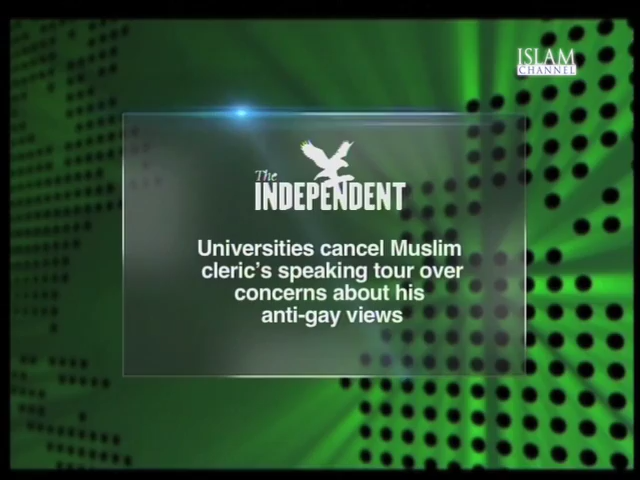 ISLAM
CHANNEL
The
INDEPENDENT
Universities cancel Muslim
cleric's speaking tour over
concerns about his
anti-gay views